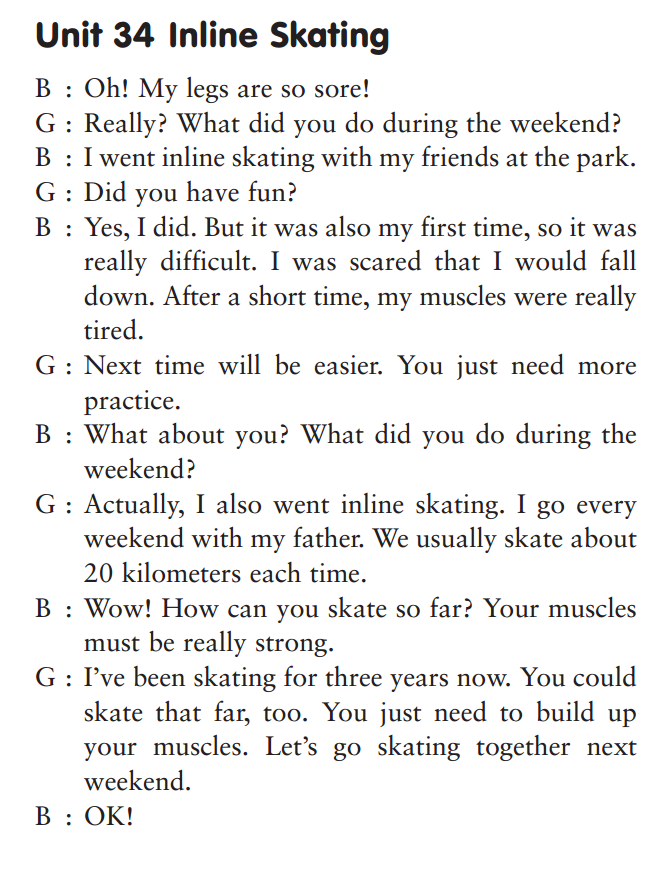 Unit 34 Inline Skating
B : Oh! My legs are so sore!
G : Really? What did you do during the weekend?
B : I went inline skating with my friends at the park.
G : Did you have fun?
B : Yes, I did. But it was also my first time, so it was
really difficult. I was scared that I would fall
down. After a short time, my muscles were really
tired.
G : Next time will be easier. You just need more
practice.
B : What about you? What did you do during the
weekend?
G : Actually, I also went inline skating. I go every
weekend with my father. We usually skate about
20 kilometers each time.
B : Wow! How can you skate so far? Your muscles
must be really strong.
G : I’ve been skating for three years now. You could
skate that far, too. You just need to build up
your muscles. Let’s go skating together next
weekend.
B : OK!